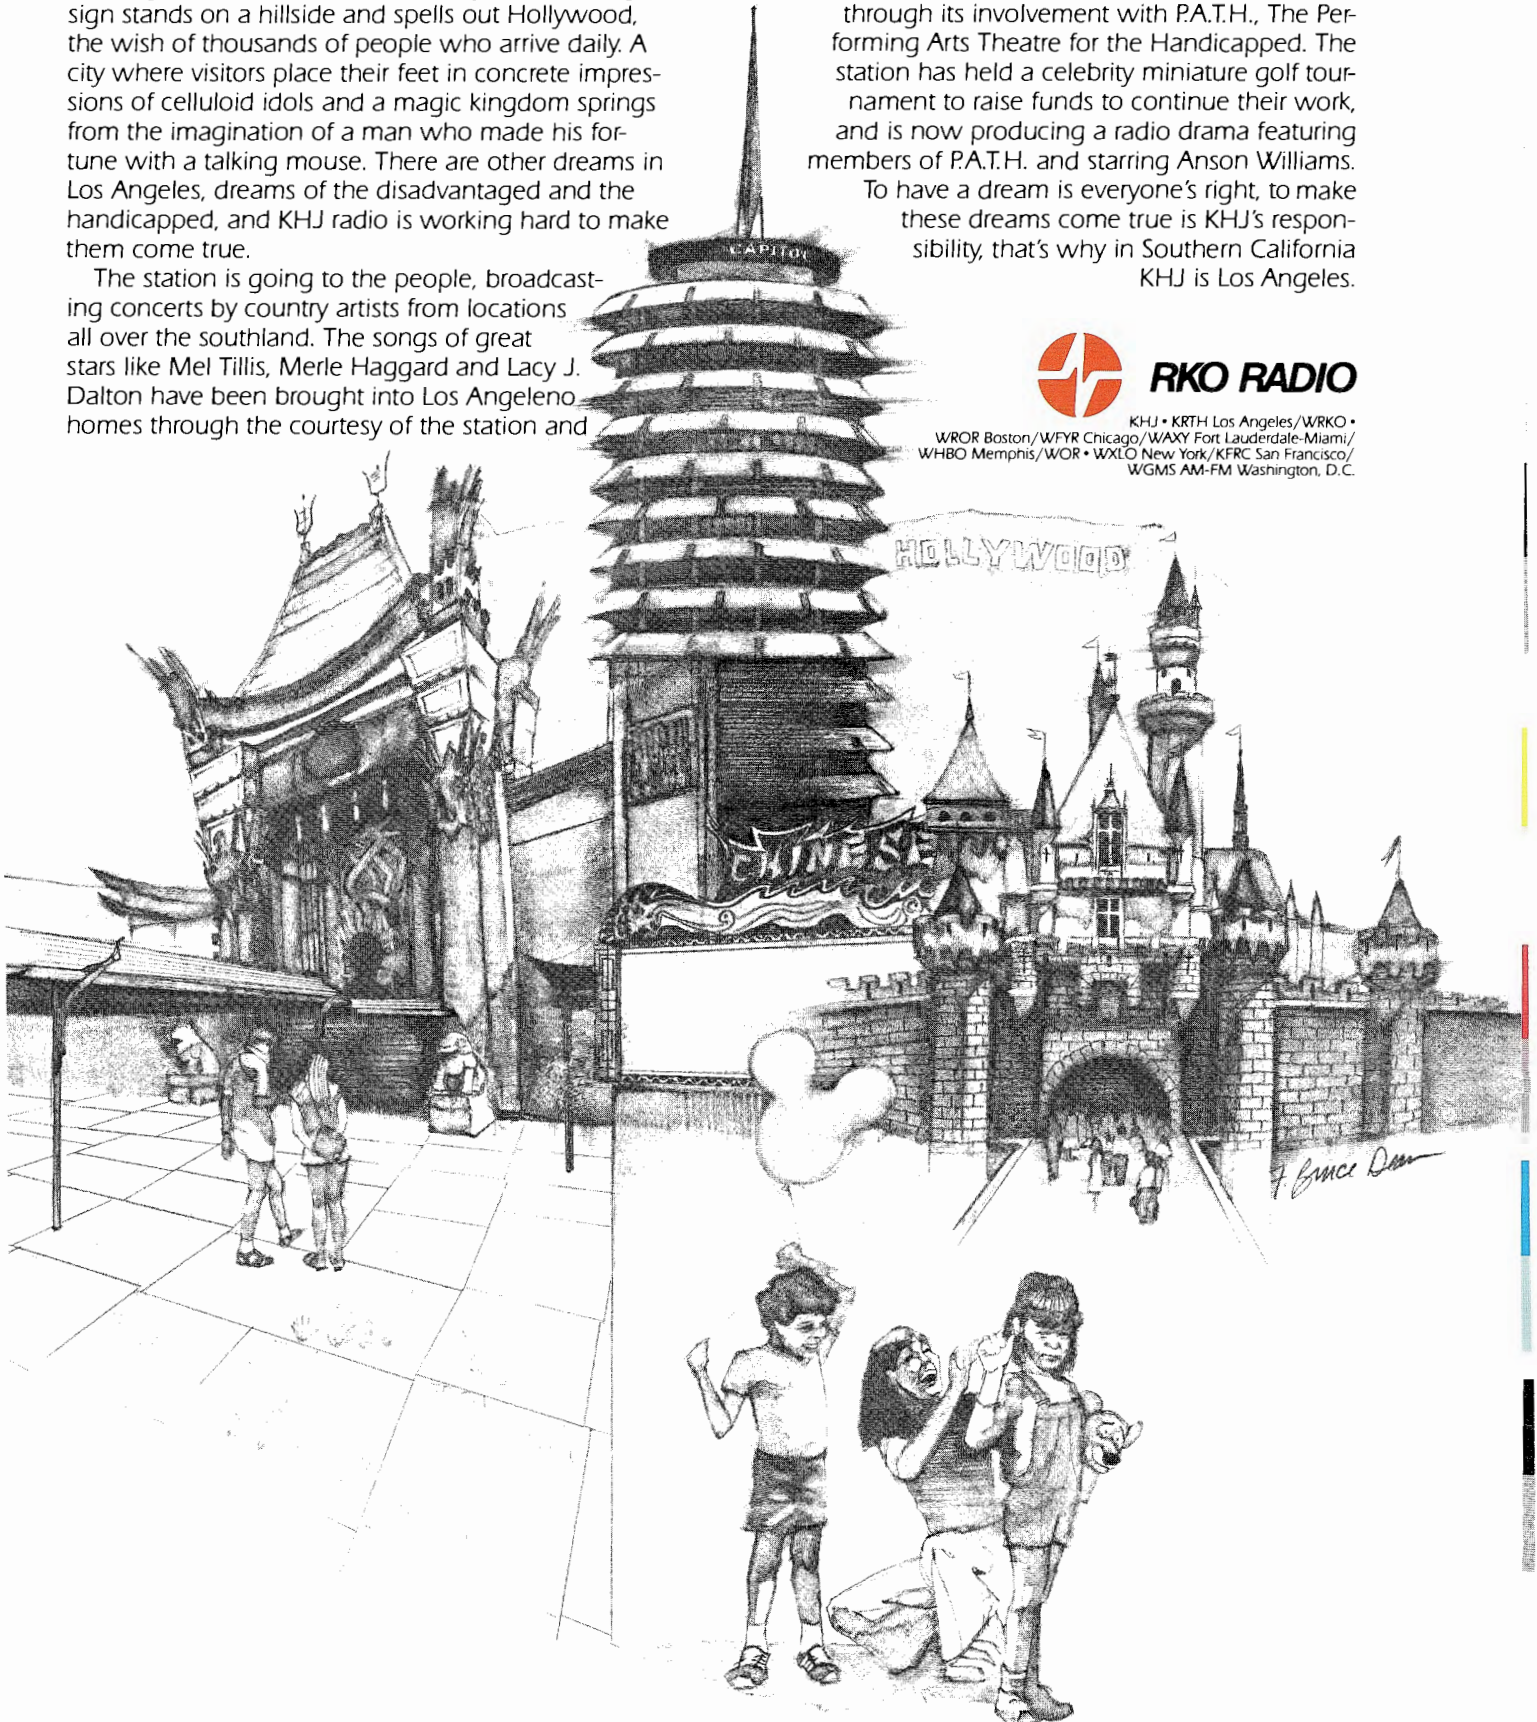 sign stands on a hillside and spells out Hollywood,
the wish of thousands of people who arrive daily. A
city where visitors place their feet in concrete impres-
sions of celluloid idols and a magic kingdom springs
from the imagination of a man who made his for-
tune with a talking mouse. There are other dreams in
Los Angeles, dreams of the disadvantaged and the
handicapped, and KHJ radio is working hard to make
them come true.
The station is going to the people, broadcast-
ing concerts by country artists from locations
all over the southland. The songs of great
stars like Mel Tillis, Merle Haggard and Lacy J.
Dalton have been brought into Los Angeleno
homes through the courtesy of the station and
through its involvement with P.A.T.H., The Per-
forming Arts Theatre for the Handicapped. The
station has held a celebrity miniature golf tour-
nament to raise funds to continue their work,
and is now producing a radio drama featuring
members of P.A.T.H. and starring Anson Williams.
To have a dream is everyone's right, to make
these dreams come true is KHJ's respon-
sibility, that's why in Southern California
KHJ is Los Angeles.
RKO RADIO
KHJ • KRTH Los Angeles/WRKO •
WROR Boston/WFYR Chicago/WAXY Fort Lauderdale-Miami/
WHBO Memphis/WOR • WXLO New York/KFRC San Francisco/
WGMS AM-FM Washington, D.C.
CAPITOL
HOLLYWOOD
CHINESE
F. Bruce Dean